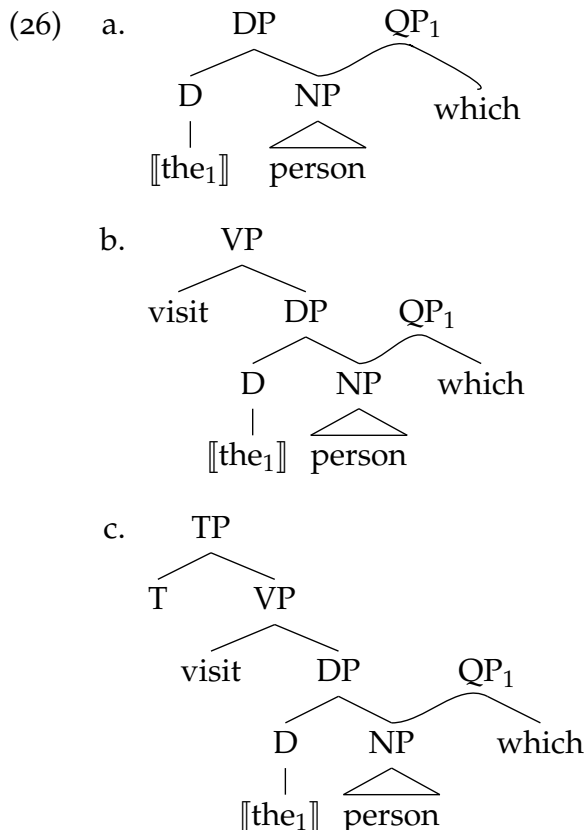 (26) a. DP QP₁
D NP which
⟦the₁⟧ person
b. VP
visit DP QP₁
D NP which
⟦the₁⟧ person
c. TP
T VP
visit DP QP₁
D NP which
⟦the₁⟧ person